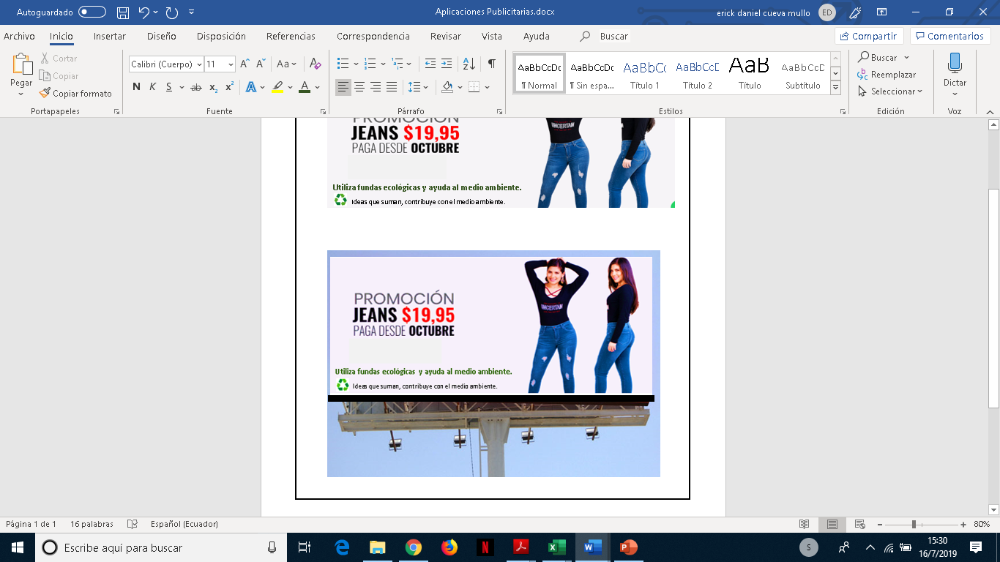 Autoguardado
Aplicaciones Publicitarias.docx
erick daniel cueva mullo
ED
Archivo Inicio Insertar Diseño Disposición Referencias Correspondencia Revisar Vista Ayuda Buscar
Compartir Comentarios
Pegar
Cortar
Copiar
Copiar formato
Portapapeles
Calibri (Cuerpo) 11
Fuente
Párrafo
AaBbCcDc AaBbCcDc AaBbCc AaBbCcE AaB AaBbCcD
¶ Normal ¶ Sin espa... Título 1 Título 2 Título Subtítulo
Estilos
Buscar
Reemplazar
Seleccionar
Edición
Dictar
Voz
PROMOCIÓN
JEANS $19,95
PAGA DESDE OCTUBRE
UNCERTAIN
Utiliza fundas ecológicas y ayuda al medio ambiente.
Ideas que suman, contribuye con el medio ambiente.
PROMOCIÓN
JEANS $19,95
PAGA DESDE OCTUBRE
UNCERTAIN
Utiliza fundas ecológicas y ayuda al medio ambiente.
Ideas que suman, contribuye con el medio ambiente.
Página 1 de 1 16 palabras Español (Ecuador) 80%
Escribe aquí para buscar
S
15:30
16/7/2019